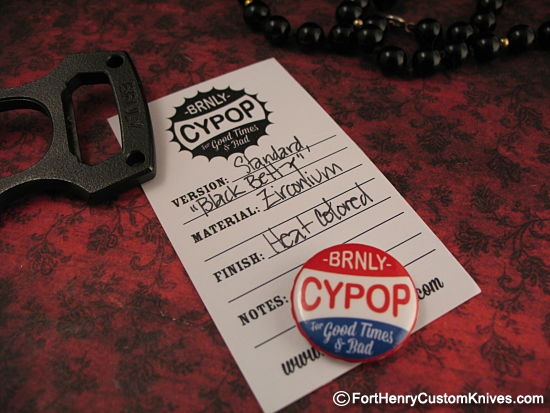 -BRNLY-
CYPOP
for Good Times
& Bad
VERSION: Standard,
"Black Betty"
MATERIAL: Zirconium
FINISH: Heat Colored
NOTES:
www.
.com
-BRNLY-
CYPOP
for Good Times
& Bad
© FortHenryCustomKnives.com